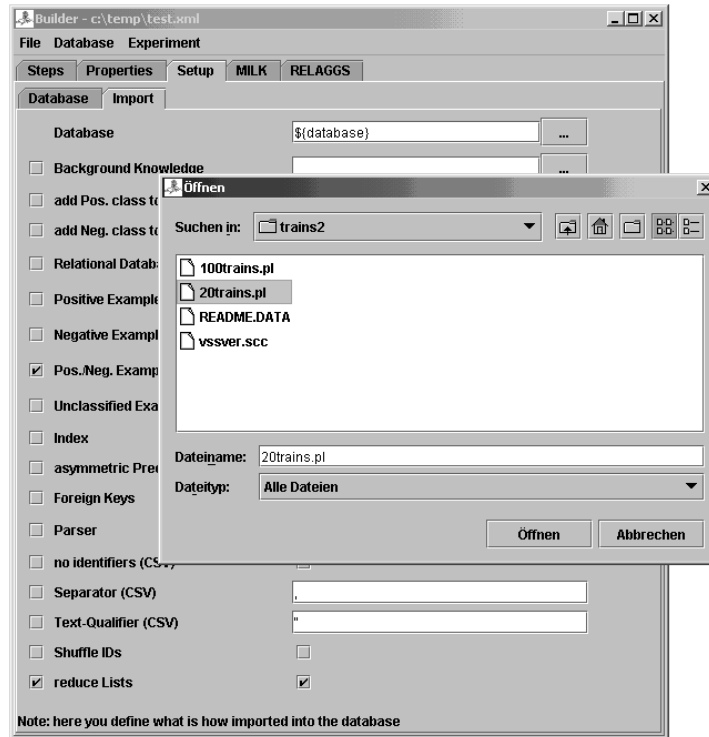 Builder - c:\temp\test.xml
File Database Experiment
Steps Properties Setup MILK RELAGGS
Database Import
Database ${database} ...
Background Knowledge ...
Öffnen
add Pos. class to
add Neg. class to
Suchen in: trains2
Relational Datab
100trains.pl
20trains.pl
Positive Example
README.DATA
Negative Exampl
vssver.scc
Pos./Neg. Examp
Unclassified Exa
Index
Dateiname: 20trains.pl
asymmetric Pre
Dateityp: Alle Dateien
Foreign Keys
Parser
Öffnen Abbrechen
no identifiers (CSV)
Separator (CSV) ,
Text-Qualifier (CSV) "
Shuffle IDs
reduce Lists
Note: here you define what is how imported into the database